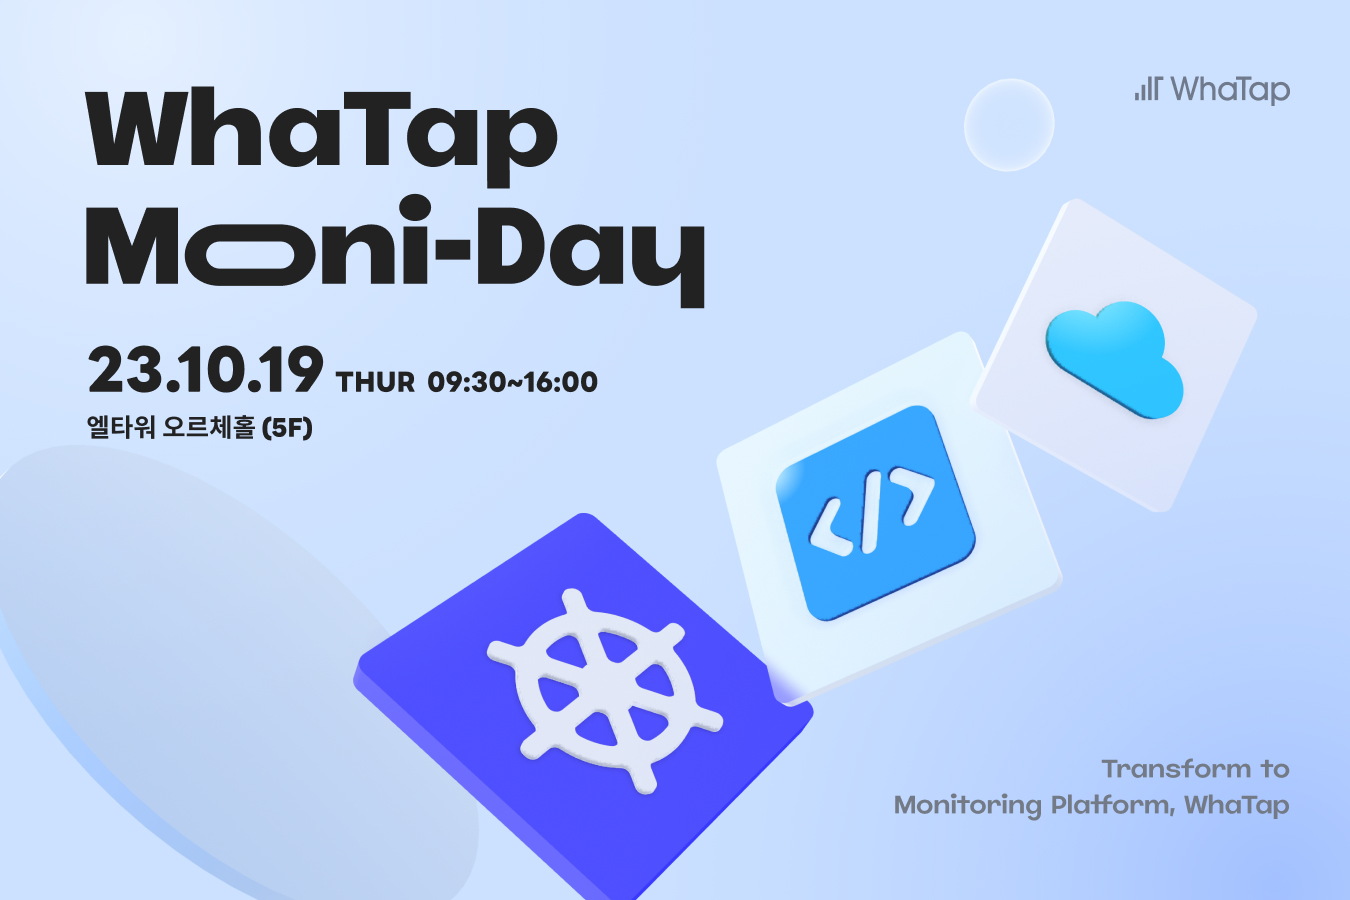 WhaTap
Moni-Day
23.10.19 THUR 09:30~16:00
엘타워 오르체홀 (5F)
WhaTap
</>
Transform to
Monitoring Platform, WhaTap